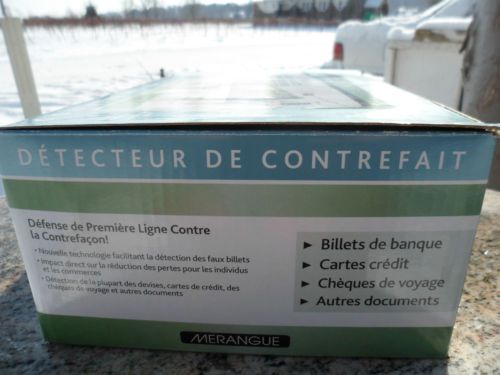 DÉTECTEUR DE CONTREFAIT
Défense de Première Ligne Contre
la Contrefaçon!
• Nouvelle technologie facilitant la détection des faux billets
• Impact direct sur la réduction des pertes pour les individus
et les commerces
• Détection de la plupart des devises, cartes de crédit, des
chèques de voyage et autres documents
► Billets de banque
► Cartes crédit
► Chèques de voyage
► Autres documents
MERANGUE